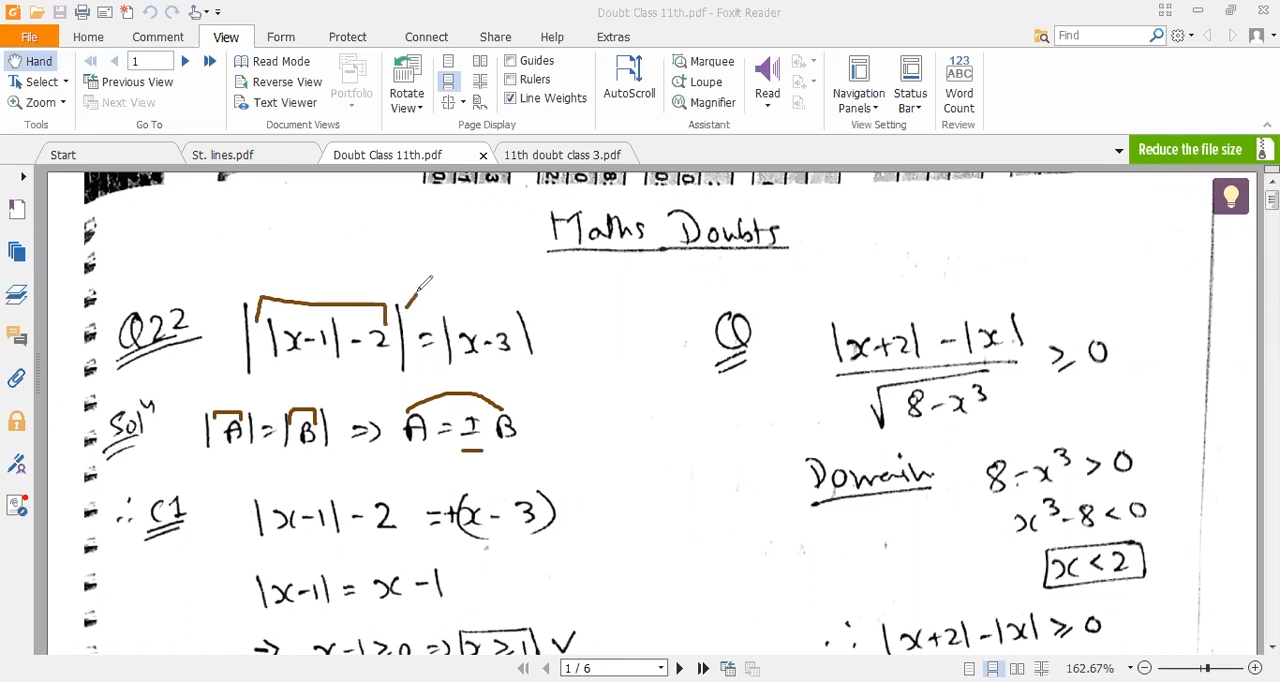 Doubt Class 11th.pdf - Foxit Reader
File Home Comment View Form Protect Connect Share Help Extras Find
Hand 1 Read Mode Marquee Guides
Select Previous View Reverse View Loupe Rulers
Zoom Next View Text Viewer Magnifier Line Weights
Rotate View Portfolio AutoScroll Read Navigation Panels Status Bar 123 ABC Word Count
Tools Go To Document Views Page Display Assistant View Setting Review
Start St. lines.pdf Doubt Class 11th.pdf 11th doubt class 3.pdf Reduce the file size
Maths Doubts
Q22 ||x-1|-2| = |x-3|
Solⁿ |A| = |B| ⇒ A = ± B
∴ C1 |x-1| - 2 = +(x - 3)
|x-1| = x - 1
⇒ x-1 ≥ 0 ⇒ x ≥ 1 ✓
Q (|x+2| - |x|)/√(8-x³) ≥ 0
Domain 8-x³ > 0
x³-8 < 0
x < 2
∴ |x+2| - |x| ≥ 0
1 / 6 162.67%